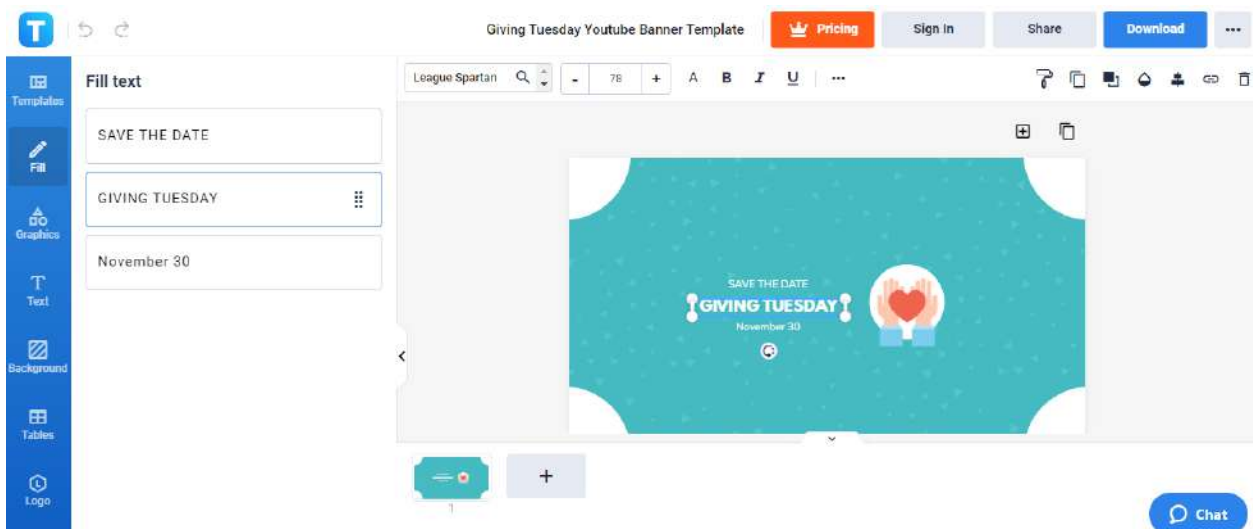 T
Giving Tuesday Youtube Banner Template
Pricing
Sign In
Share
Download
Templates
Fill
Graphics
Text
Background
Tables
Logo
Fill text
SAVE THE DATE
GIVING TUESDAY
November 30
League Spartan
- 78 +
A B I U
SAVE THE DATE
GIVING TUESDAY
November 30
+
1
Chat